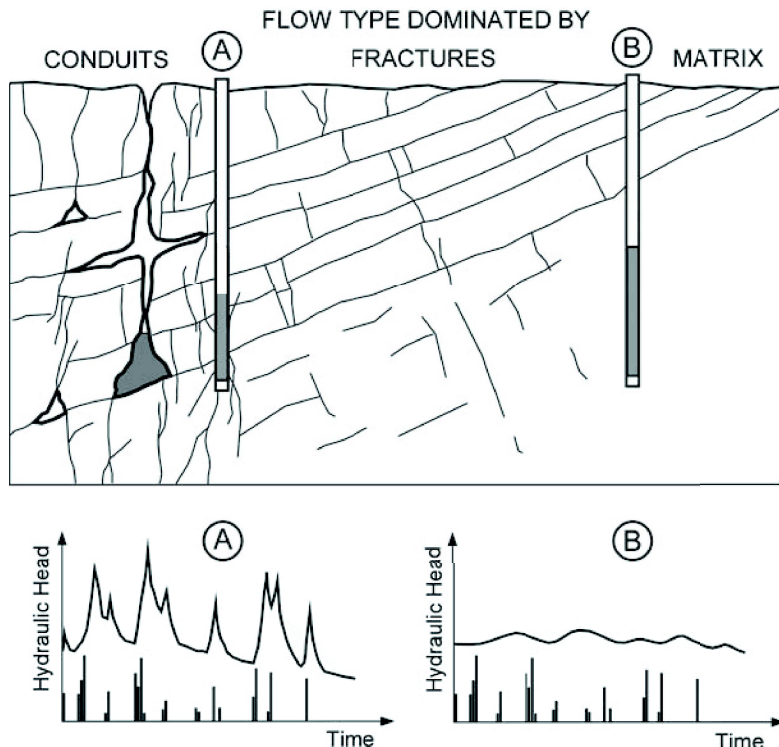 FLOW TYPE DOMINATED BY
CONDUITS A FRACTURES B MATRIX
A
B
Hydraulic Head
Hydraulic Head
Time
Time